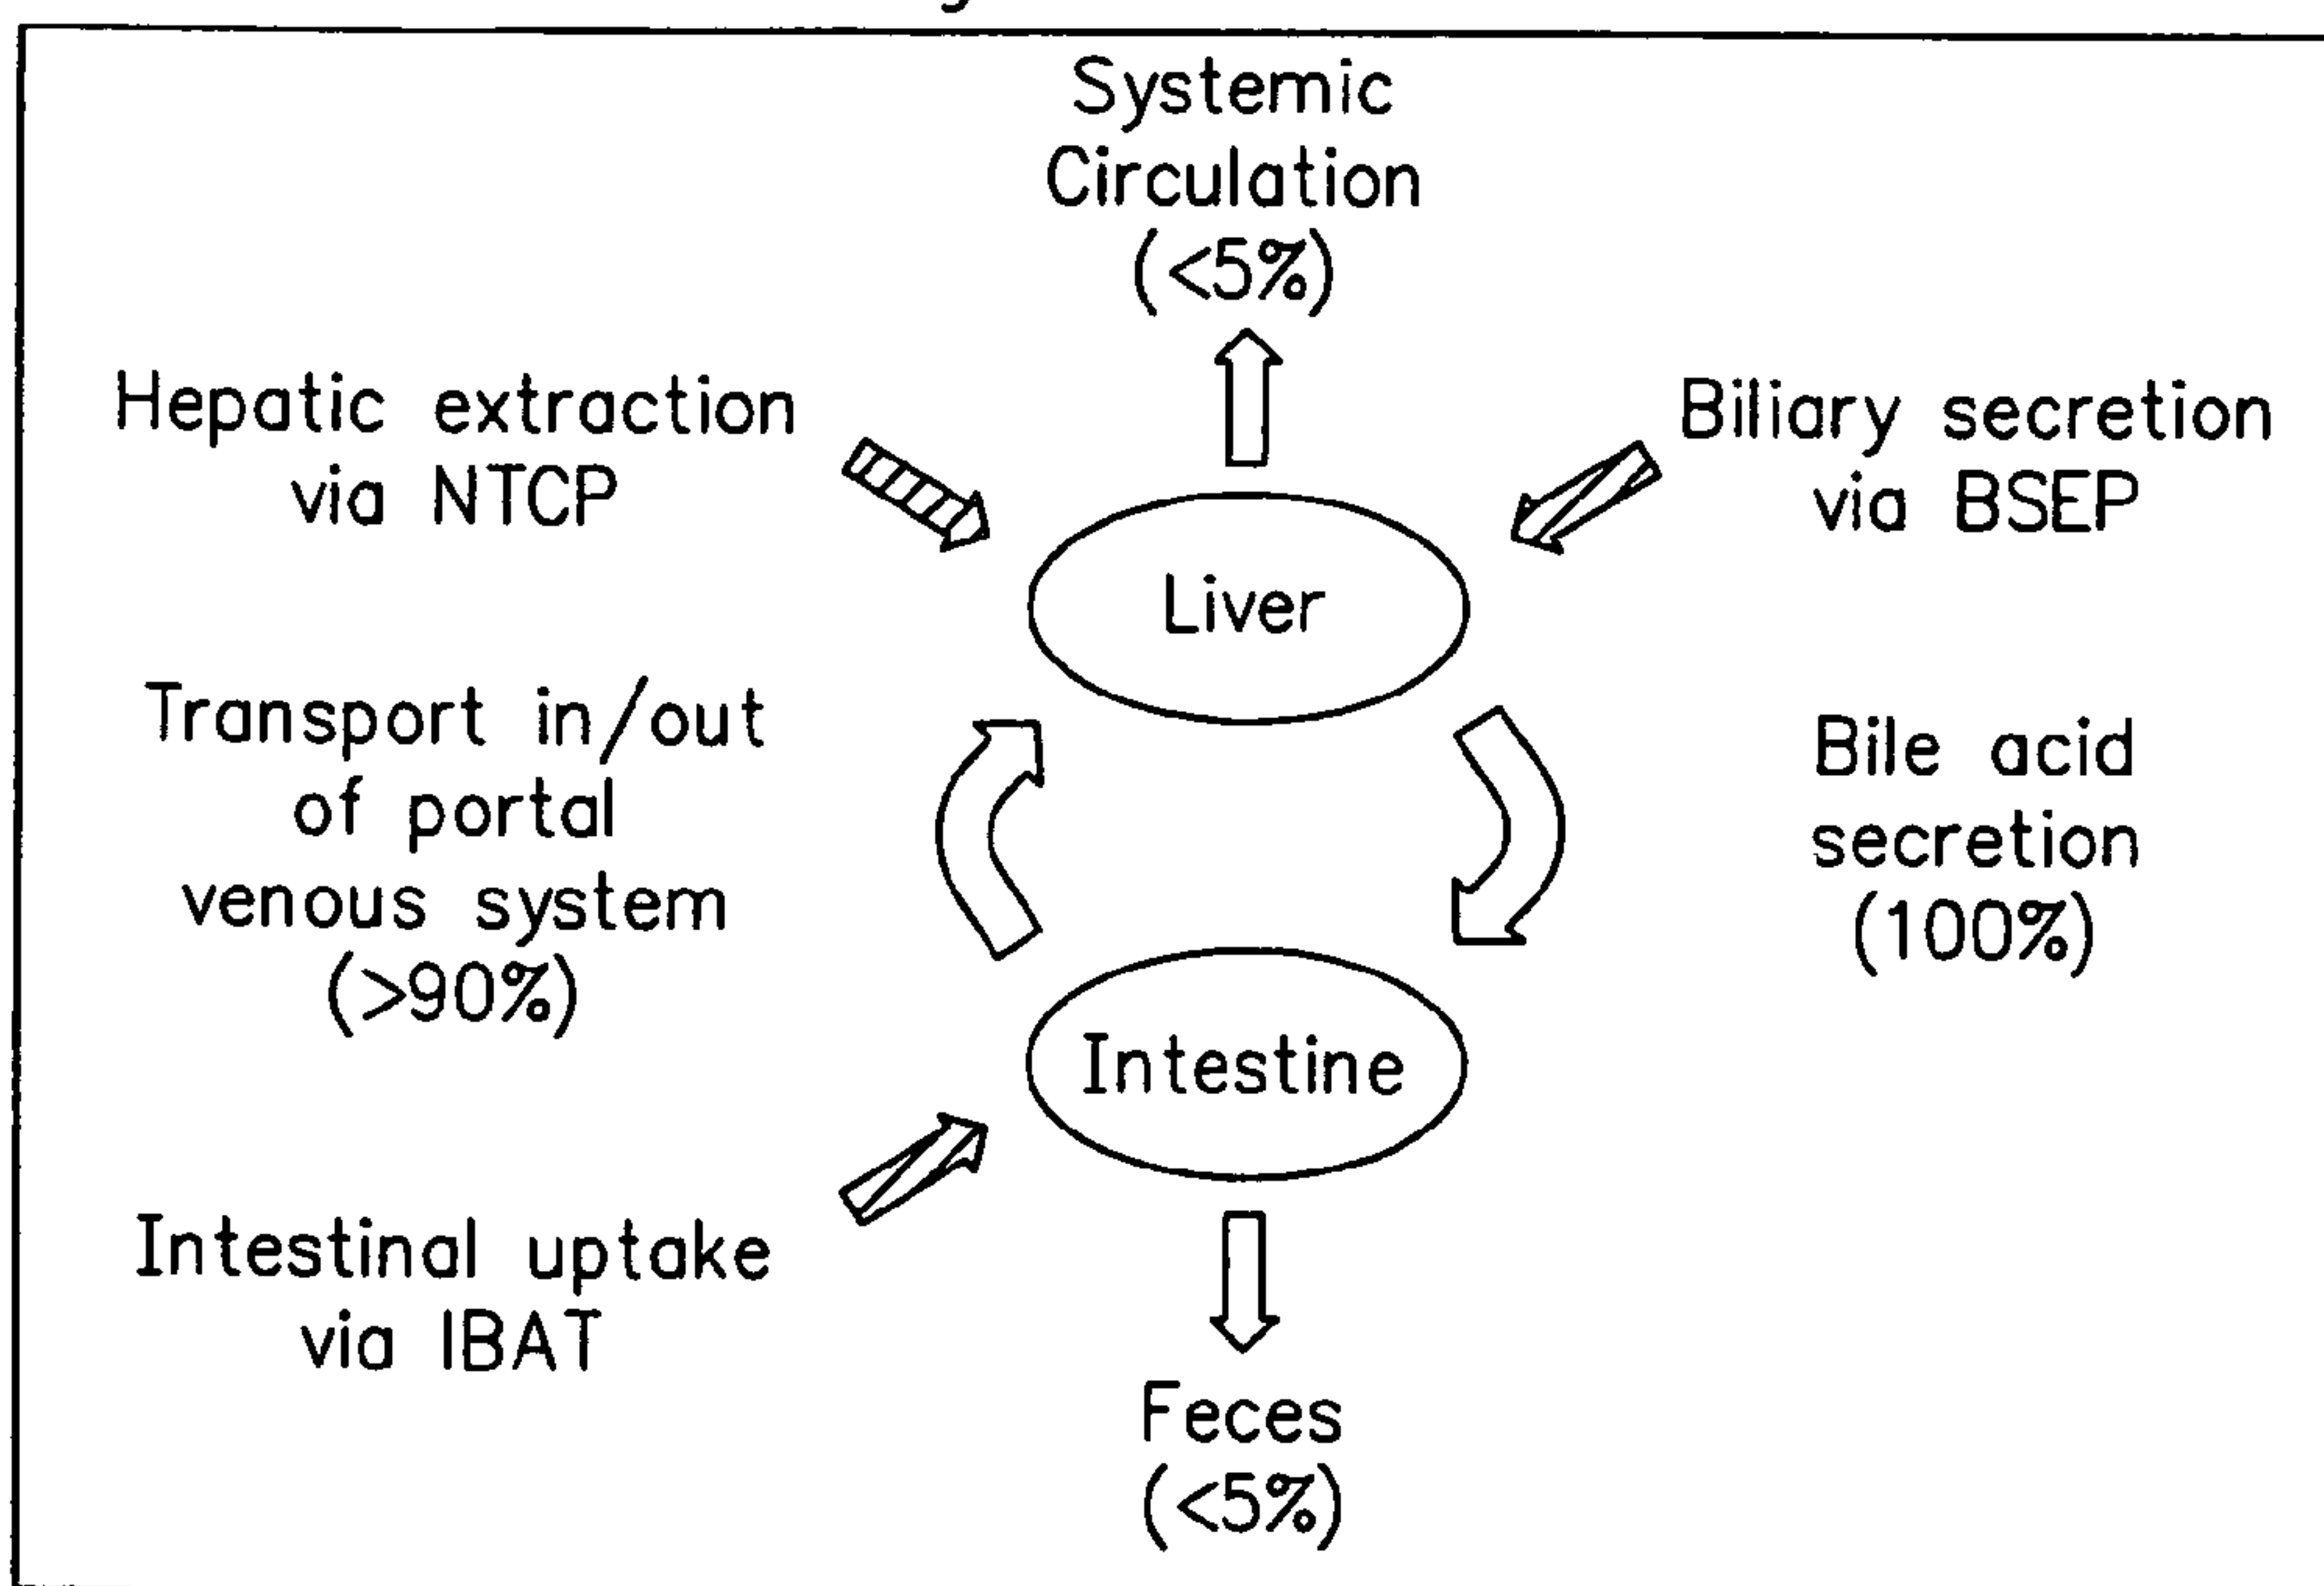 Systemic
Circulation
(<5%)
Hepatic extraction
via NTCP
Biliary secretion
via BSEP
Liver
Transport in/out
of portal
venous system
(>90%)
Bile acid
secretion
(100%)
Intestine
Intestinal uptake
via IBAT
Feces
(<5%)